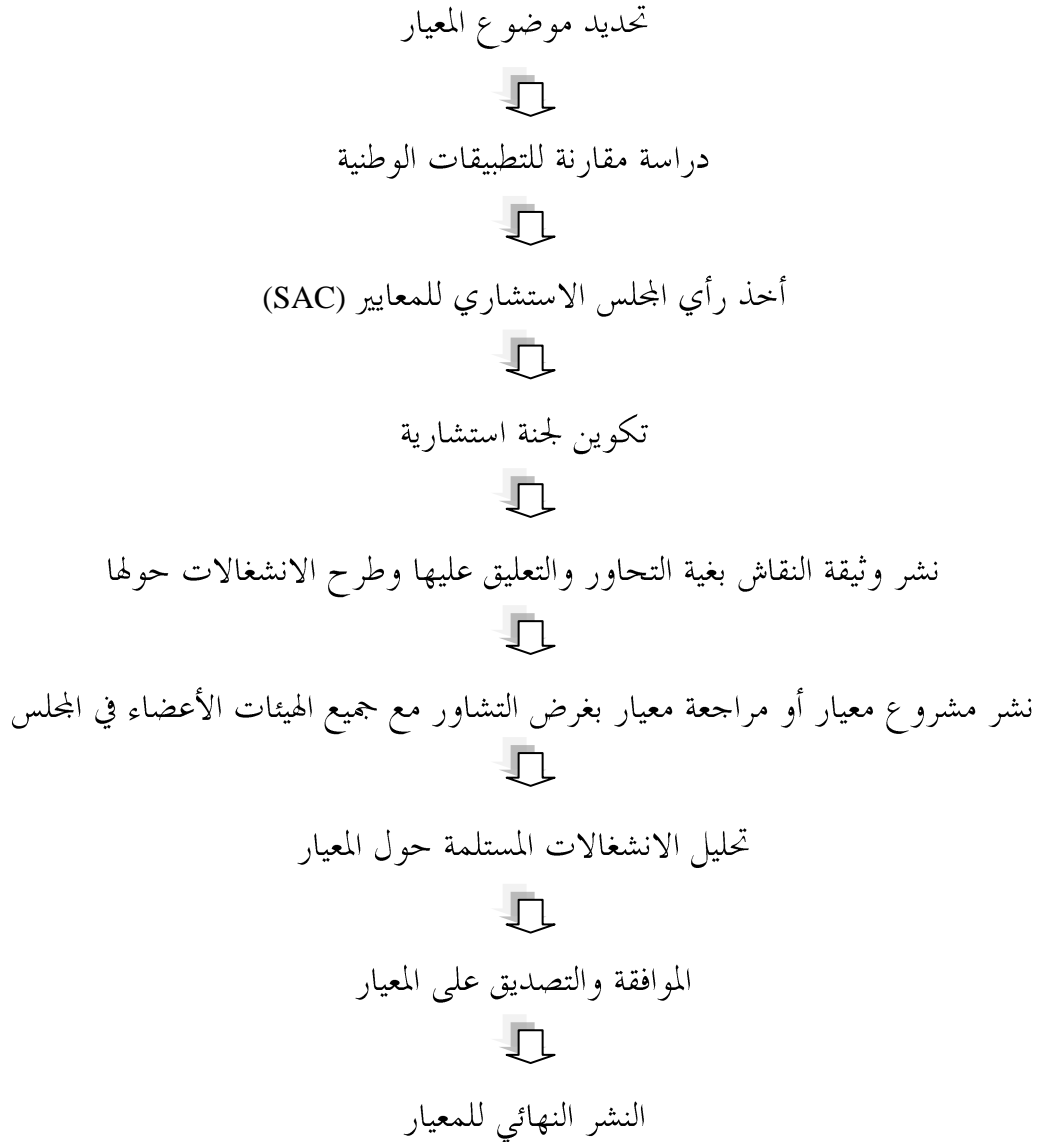 تحديد موضوع المعيار
دراسة مقارنة للتطبيقات الوطنية
أخذ رأي المجلس الاستشاري للمعايير (SAC)
تكوين لجنة استشارية
نشر وثيقة النقاش بغية التحاور والتعليق عليها وطرح الانشغالات حولها
نشر مشروع معيار أو مراجعة معيار بغرض التشاور مع جميع الهيئات الأعضاء في المجلس
تحليل الانشغالات المستلمة حول المعيار
الموافقة والتصديق على المعيار
النشر النهائي للمعيار